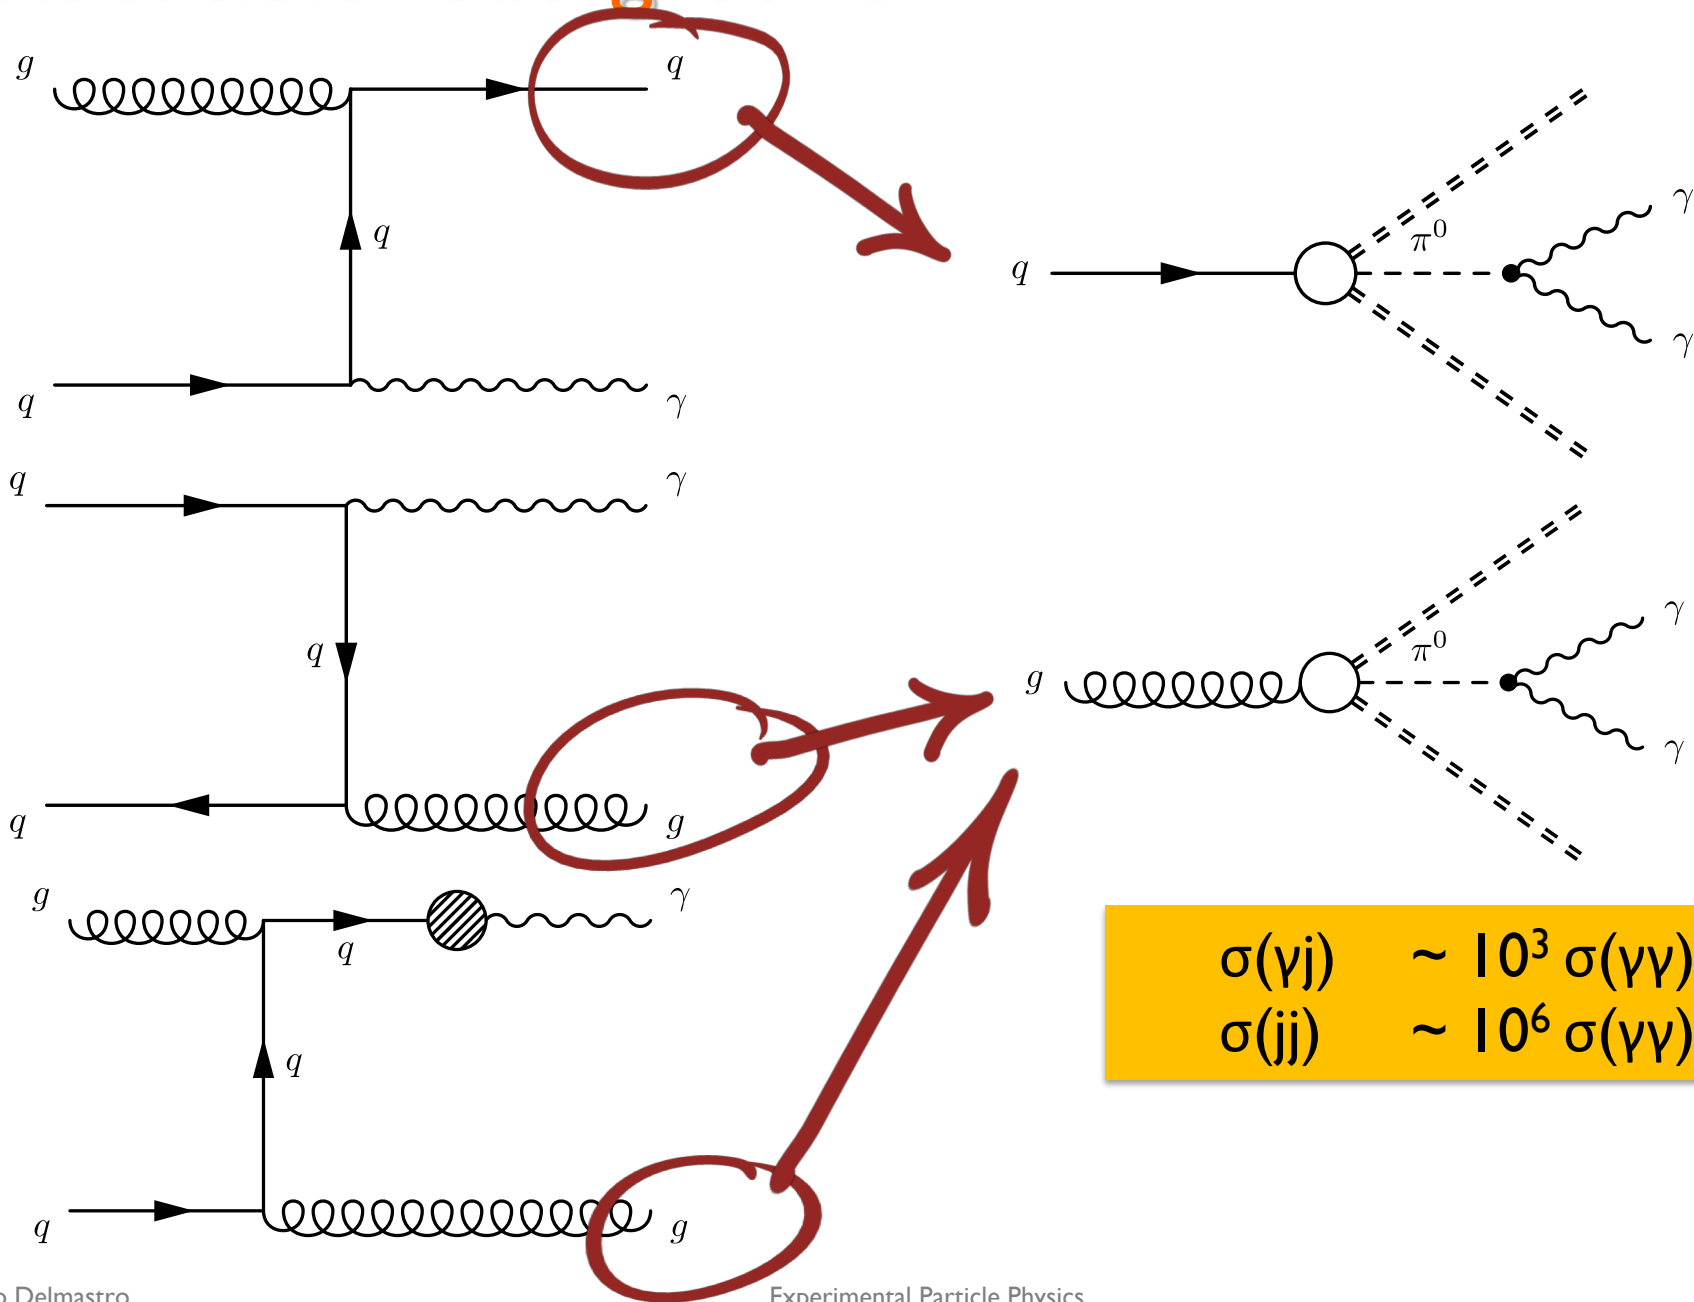 g
q
q
q
γ
q
π⁰
γ
γ
q
γ
q
q
g
g
π⁰
γ
γ
g
q
γ
q
q
g
σ(γj) ~ 10³ σ(γγ)
σ(jj) ~ 10⁶ σ(γγ)
Delmastro
Experimental Particle Physics